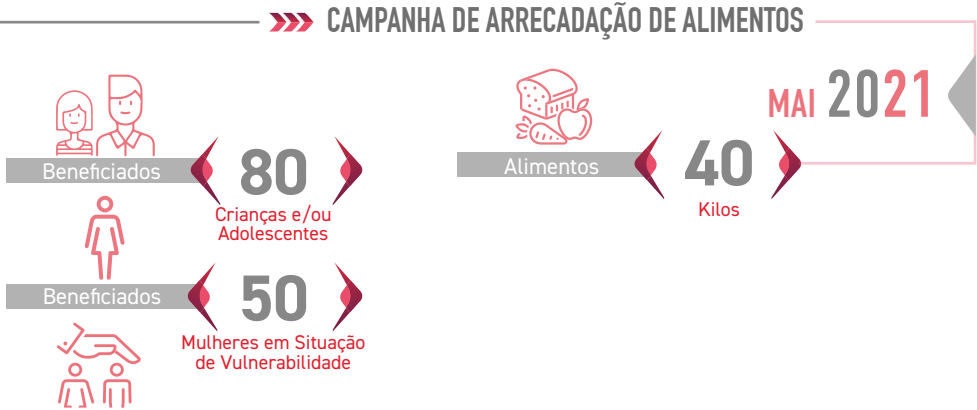 CAMPANHA DE ARRECADAÇÃO DE ALIMENTOS
MAI 2021
Beneficiados
80
Crianças e/ou
Adolescentes
Beneficiados
50
Mulheres em Situação
de Vulnerabilidade
Alimentos
40
Kilos